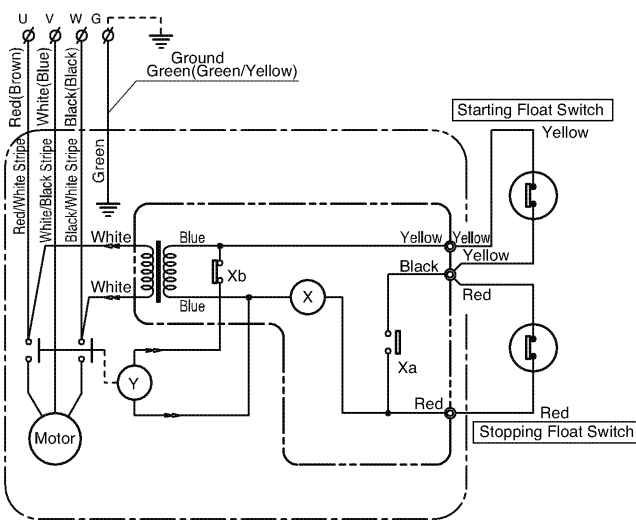 U V W G
Red(Brown)
White(Blue)
Black(Black)
Ground
Green(Green/Yellow)
Starting Float Switch
Yellow
Red/White Stripe
White/Black Stripe
Black/White Stripe
Green
White
Blue
Yellow
Yellow
Yellow
Black
Xb
Red
White
Blue
X
Xa
Y
Red
Red
Motor
Stopping Float Switch